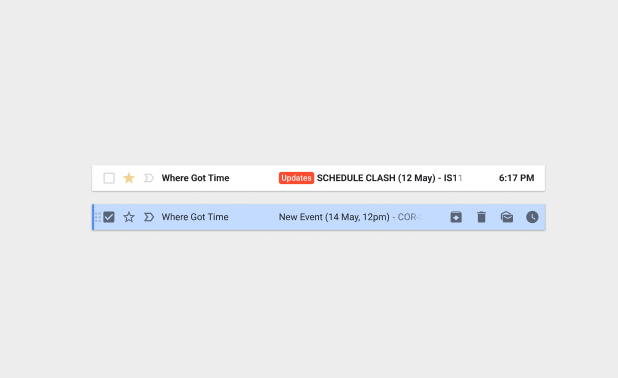 Where Got Time Updates SCHEDULE CLASH (12 May) - IS11 6:17 PM
Where Got Time New Event (14 May, 12pm) - COR-